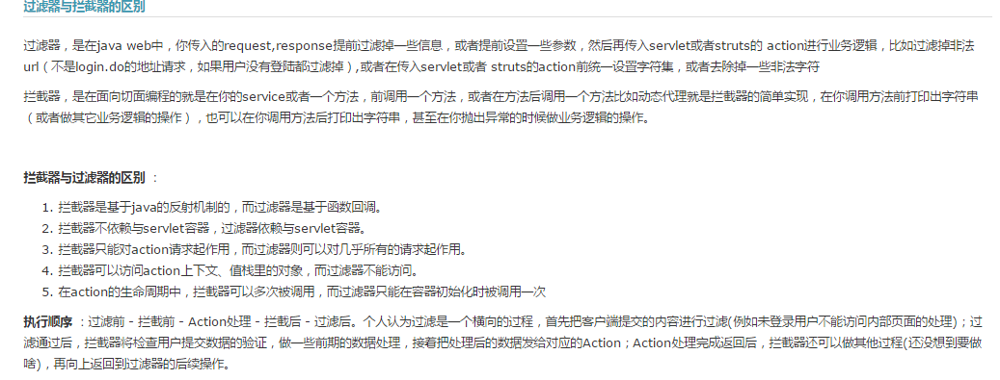 过滤器与拦截器的区别
过滤器，是在java web中，你传入的request,response提前过滤掉一些信息，或者提前设置一些参数，然后再传入servlet或者struts的 action进行业务逻辑，比如过滤掉非法
url（不是login.do的地址请求，如果用户没有登陆都过滤掉）,或者在传入servlet或者 struts的action前统一设置字符集，或者去除掉一些非法字符
拦截器，是在面向切面编程的就是在你的service或者一个方法，前调用一个方法，或者在方法后调用一个方法比如动态代理就是拦截器的简单实现，在你调用方法前打印出字符串
（或者做其它业务逻辑的操作），也可以在你调用方法后打印出字符串，甚至在你抛出异常的时候做业务逻辑的操作。
拦截器与过滤器的区别 ：
1. 拦截器是基于java的反射机制的，而过滤器是基于函数回调。
2. 拦截器不依赖与servlet容器，过滤器依赖与servlet容器。
3. 拦截器只能对action请求起作用，而过滤器则可以对几乎所有的请求起作用。
4. 拦截器可以访问action上下文、值栈里的对象，而过滤器不能访问。
5. 在action的生命周期中，拦截器可以多次被调用，而过滤器只能在容器初始化时被调用一次
执行顺序 ：过滤前 - 拦截前 - Action处理 - 拦截后 - 过滤后。个人认为过滤是一个横向的过程，首先把客户端提交的内容进行过滤(例如未登录用户不能访问内部页面的处理)；过
滤通过后，拦截器将检查用户提交数据的验证，做一些前期的数据处理，接着把处理后的数据发给对应的Action；Action处理完成返回后，拦截器还可以做其他过程(还没想到要做
啥)，再向上返回到过滤器的后续操作。